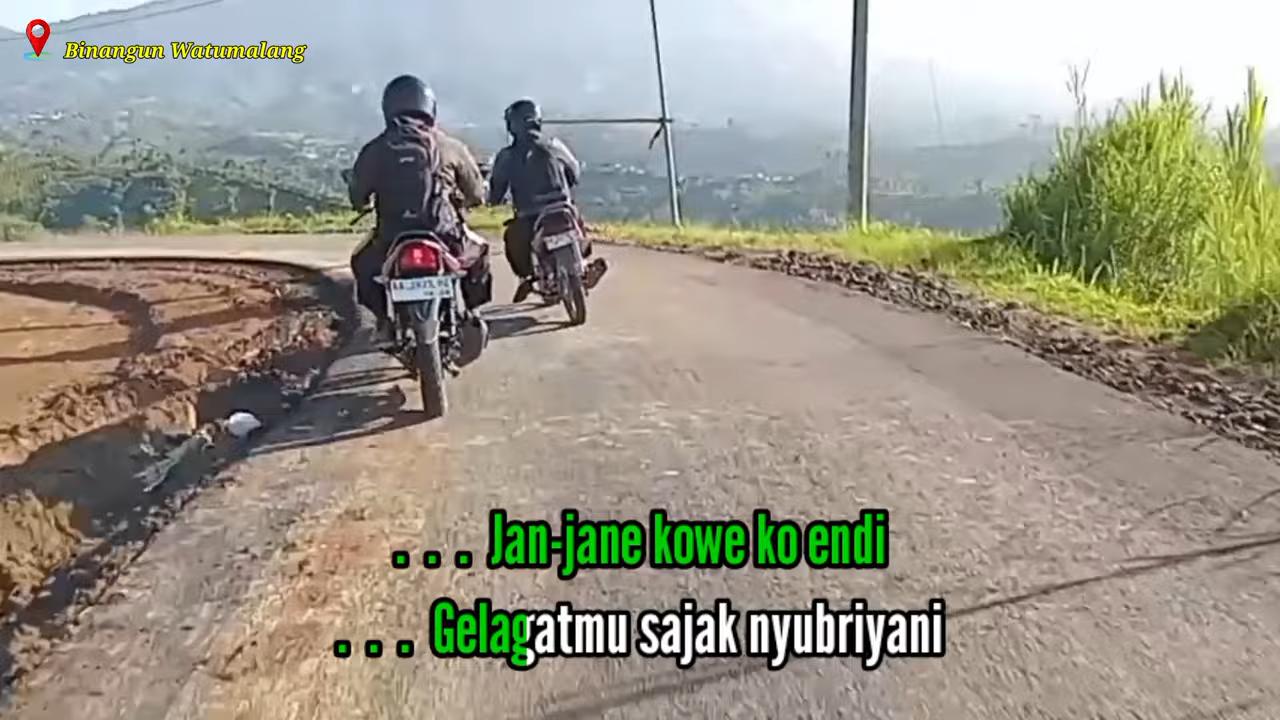 Binangun Watumalang
. . . Jan-jane kowe ko endi
. . . Gelagatmu sajak nyubriyani